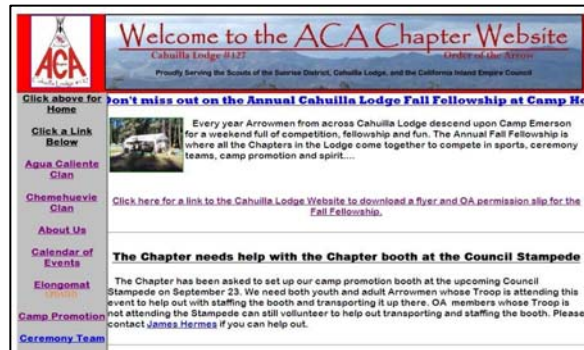 ACA
Cahuilla Lodge #127
Welcome to the ACA Chapter Website
Cahuilla Lodge #127
Order of the Arrow
Proudly Serving the Scouts of the Sunrise District, Cahuilla Lodge, and the California Inland Empire Council
Click above for
Home
Click a Link
Below
Agua Caliente
Clan
Chemehuevie
Clan
About Us
Calendar of
Events
Elongomat
Camp Promotion
Ceremony Team
Don't miss out on the Annual Cahuilla Lodge Fall Fellowship at Camp He
Every year Arrowmen from across Cahuilla Lodge descend upon Camp Emerson
for a weekend full of competition, fellowship and fun. The Annual Fall Fellowship is
where all the Chapters in the Lodge come together to compete in sports, ceremony
teams, camp promotion and spirit....
Click here for a link to the Cahuilla Lodge Website to download a flyer and OA permission slip for the
Fall Fellowship.
The Chapter needs help with the Chapter booth at the Council Stampede
The Chapter has been asked to set up our camp promotion booth at the upcoming Council
Stampede on September 23. We need both youth and adult Arrowmen whose Troop is attending this
event to help out with staffing the booth and transporting it up there. OA members whose Troop is
not attending the Stampede can still volunteer to help out transporting and staffing the booth. Please
contact James Hermes if you can help out.